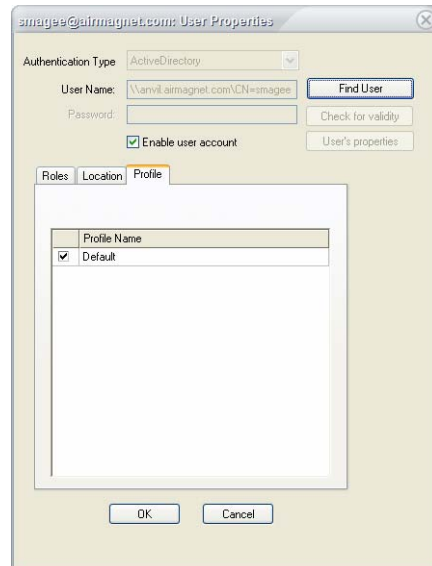 smagee@airmagnet.com: User Properties
Authentication Type ActiveDirectory
User Name: \\anvil.airmagnet.com\CN=smagee Find User
Password: Check for validity
Enable user account User's properties
Roles Location Profile
Profile Name
Default
OK Cancel